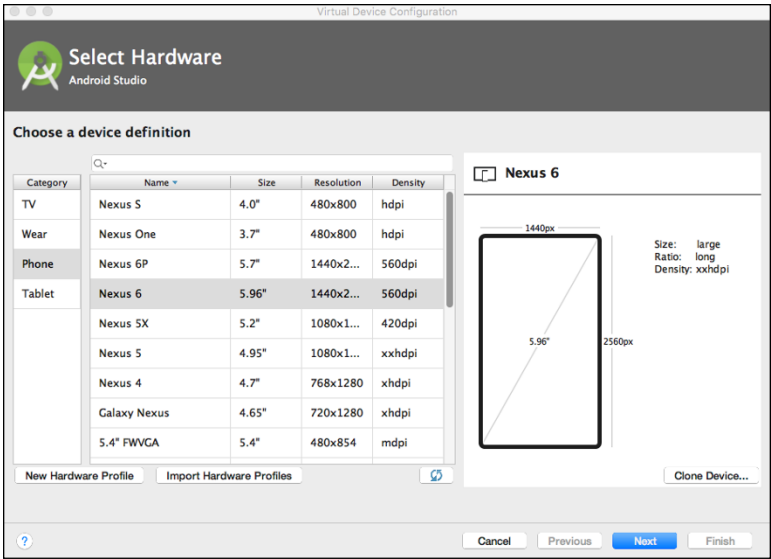 Virtual Device Configuration
Select Hardware
Android Studio
Choose a device definition
Category Name Size Resolution Density
TV
Wear
Phone
Tablet
Nexus S 4.0" 480x800 hdpi
Nexus One 3.7" 480x800 hdpi
Nexus 6P 5.7" 1440x2... 560dpi
Nexus 6 5.96" 1440x2... 560dpi
Nexus 5X 5.2" 1080x1... 420dpi
Nexus 5 4.95" 1080x1... xxhdpi
Nexus 4 4.7" 768x1280 xhdpi
Galaxy Nexus 4.65" 720x1280 xhdpi
5.4" FWVGA 5.4" 480x854 mdpi
New Hardware Profile Import Hardware Profiles
Nexus 6
1440px
5.96"
2560px
Size: large
Ratio: long
Density: xxhdpi
Clone Device...
? Cancel Previous Next Finish